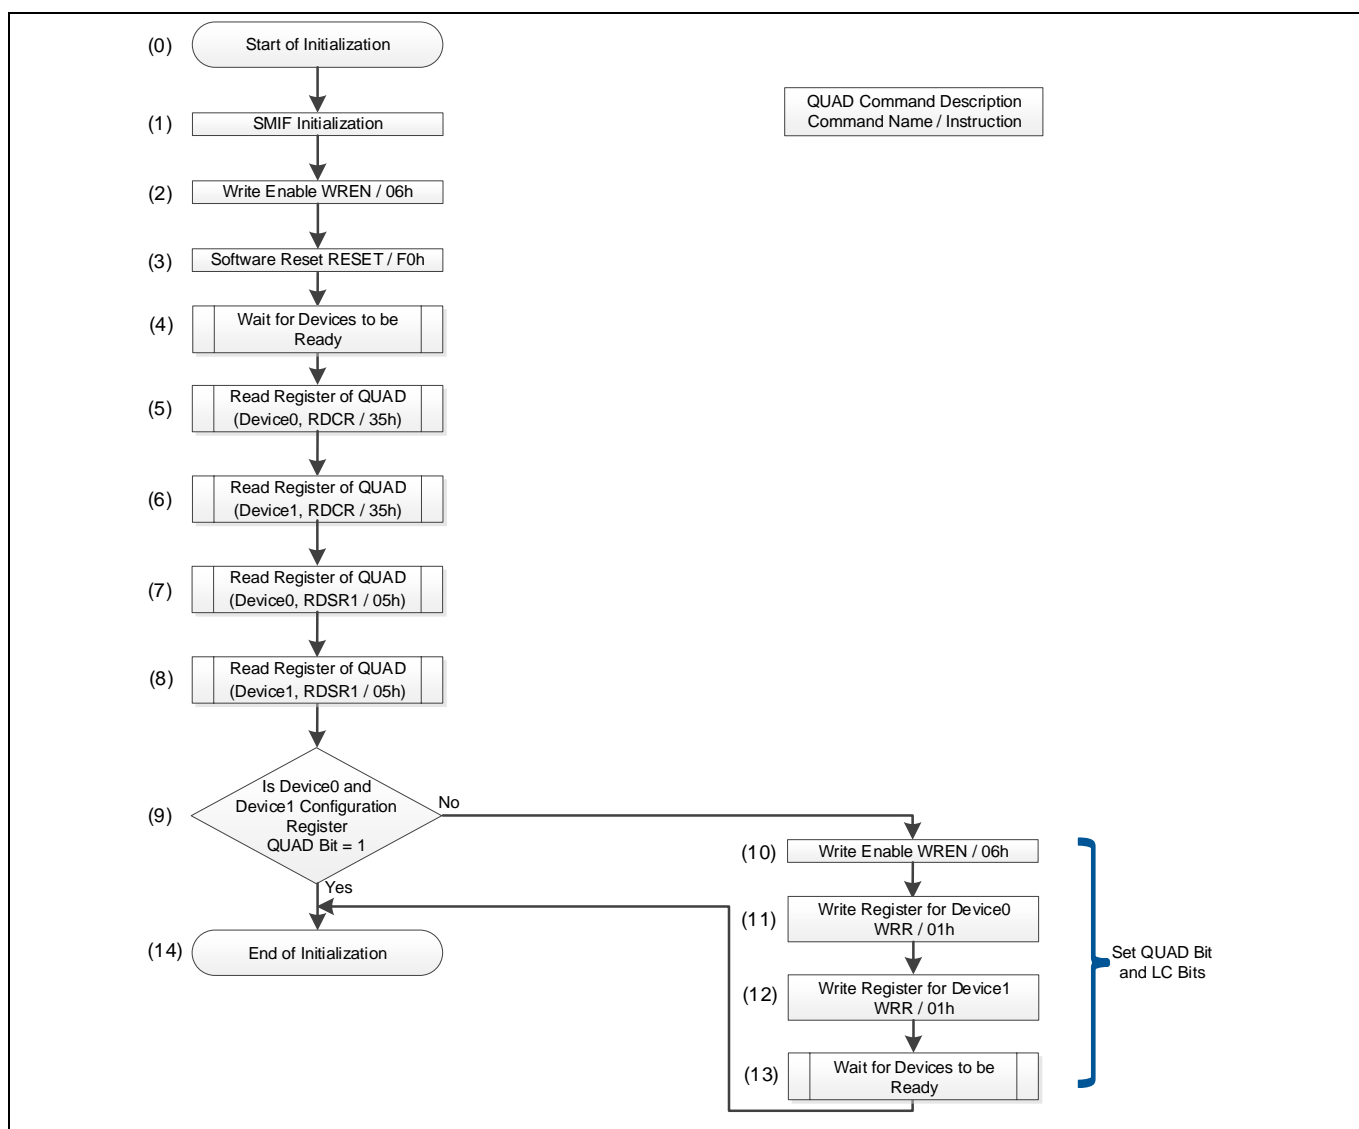 (0)
Start of Initialization
QUAD Command Description
Command Name / Instruction
(1)
SMIF Initialization
(2)
Write Enable WREN / 06h
(3)
Software Reset RESET / F0h
(4)
Wait for Devices to be
Ready
(5)
Read Register of QUAD
(Device0, RDCR / 35h)
(6)
Read Register of QUAD
(Device1, RDCR / 35h)
(7)
Read Register of QUAD
(Device0, RDSR1 / 05h)
(8)
Read Register of QUAD
(Device1, RDSR1 / 05h)
(9)
Is Device0 and
Device1 Configuration
Register
QUAD Bit = 1
No
Yes
(10)
Write Enable WREN / 06h
(11)
Write Register for Device0
WRR / 01h
(12)
Write Register for Device1
WRR / 01h
(13)
Wait for Devices to be
Ready
Set QUAD Bit
and LC Bits
(14)
End of Initialization